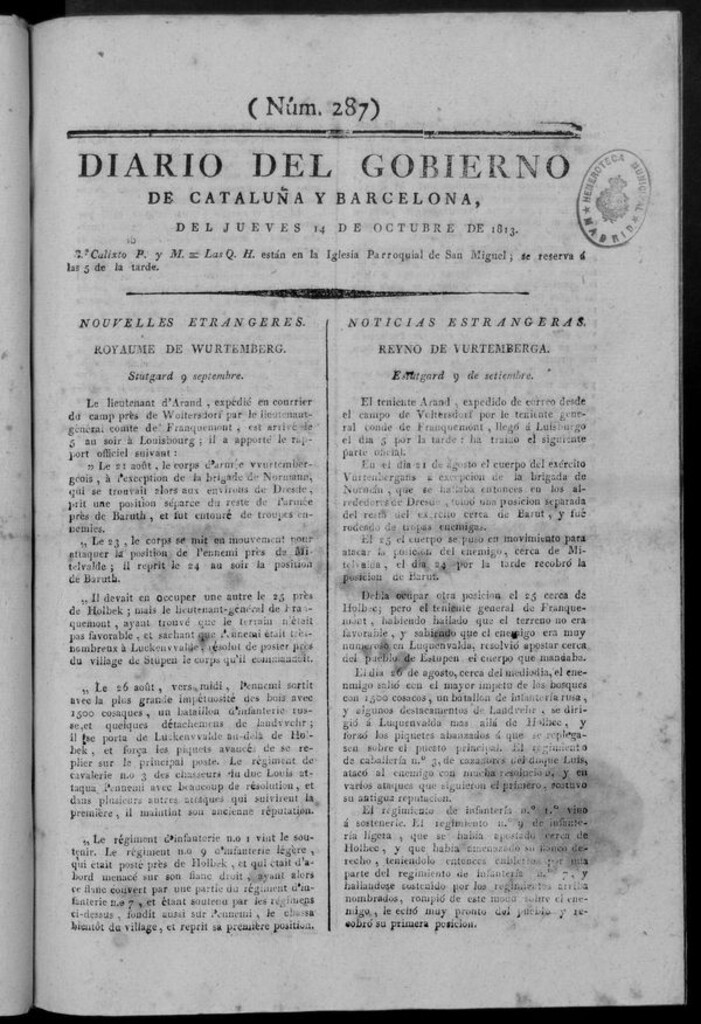 ( Núm. 287)
DIARIO DEL GOBIERNO
DE CATALUÑA Y BARCELONA,
DEL JUEVES 14 DE OCTUBRE DE 1813.
HEMEROTECA MUNICIPAL
MADRID
Calixto P. y M. = Las Q. H. están en la Iglesia Parroquial de San Miguel; se reserva á
las 5 de la tarde.
NOUVELLES ETRANGERES.
ROYAUME DE WURTEMBERG.
Stutgard 9 septembre.
Le lieutenant d'Arand, expédié en courrier
du camp près de Woltersdorf par le lieutenant-
général comte de Franquemont, est arrivé le
5 au soir à Louisbourg ; il a apporté le rap-
port officiel suivant :
» Le 21 août, le corps d'armée vvurtember-
geois, à l'exception de la brigade de Normann,
qui se trouvait alors aux environs de Dresde,
prit une position séparée du reste de l'armée
près de Baruth, et fut entouré de troupes en-
nemies.
„ Le 23, le corps se mit en mouvement pour
attaquer la position de l'ennemi près de Mi-
telvalde ; il reprit le 24 au soir la position
de Baruth.
„ Il devait en occuper une autre le 25 près
de Holbek ; mais le lieutenant-général de Fran-
quemont, ayant trouvé que le terrain n'était
pas favorable, et sachant que l'ennemi était très-
nombreux à Luckenvvalde, résolut de poster près
du village de Stupen le corps qu'il commandait.
„ Le 26 août, vers midi, l'ennemi sortit
avec la plus grande impétuosité des bois avec
1500 cosaques, un bataillon d'infanterie rus-
se, et quelques détachemens de landvvehr ;
il se porta de Luckenvvalde au-delà de Hol-
bek, et força les piquets avancés de se re-
plier sur le principal poste. Le régiment de
cavalerie n.o 3 des chasseurs du duc Louis at-
taqua l'ennemi avec beaucoup de résolution, et
dans plusieurs autres attaques qui suivirent la
première, il maintint son ancienne réputation.
„ Le régiment d'infanterie n.o 1 vint le sou-
tenir. Le régiment n.o 9 d'infanterie légère,
qui était posté près de Holbek, et qui était d'a-
bord menacé sur son flanc droit, ayant alors
ce flanc couvert par une partie du régiment d'in-
fanterie n.o 7, et étant soutenu par les régimens
ci-dessus, fondit aussi sur l'ennemi, le chassa
bientôt du village, et reprit sa première position.
NOTICIAS ESTRANGERAS.
REYNO DE VURTEMBERGA.
Estutgard 9 de setiembre.
El teniente Arand, expedido de correo desde
el campo de Voltersdorf por le teniente gene-
ral conde de Franquemont, llegó á Luisburgo
el dia 5 por la tarde : ha traido el siguiente
parte oficial.
En el dia 21 de agosto el cuerpo del exército
Vurtenbergans á excepcion de la brigada de
Norman, que se hallaba entonces en los al-
rededores de Dresde, tomó una posicion separada
del resto del exército cerca de Barut, y fue
rodeado de tropas enemigas.
El 23 el cuerpo se puso en movimiento para
atacar la posicion del enemigo, cerca de Mi-
telvalda, el dia 24 por la tarde recobró la
posicion de Barut.
Debia ocupar otra posicion el 25 cerca de
Holbec; pero el teniente general de Franque-
mont, habiendo hallado que el terreno no era
favorable, y sabiendo que el enemigo era muy
numeroso en Luquenvalda, resolvió apostar cerca
del pueblo de Estupen el cuerpo que mandaba.
El dia 26 de agosto, cerca del mediodia, el ene-
migo salió con el mayor impetu de los bosques
con 1500 cosacos, un batallon de infantería rusa,
y algunos destacamentos de Landvehr, se diri-
gió á Luquenvalda mas allá de Holbec, y
forzó los piquetes abanzados á que se replega-
sen sobre el puesto principal. El regimiento
de caballería n.º 3, de cazadores del duque Luis,
atacó al enemigo con mucha resolucion, y en
varios ataques que siguieron el primero, sostuvo
su antigua reputacion.
El regimiento de infantería n.º 1.º vino
á sostenerle. El regimiento n.º 9 de infante-
ría ligera, que se había apostado cerca de
Holbec, y que había amenazado su flanco de-
recho, teniendolo entonces cubierto por una
parte del regimiento de infantería n.º 7, y
hallandose sostenido por los regimientos arriba
nombrados, rompió de este modo sobre el ene-
migo, le echó muy pronto del pueblo y re-
cobró su primera posicion.